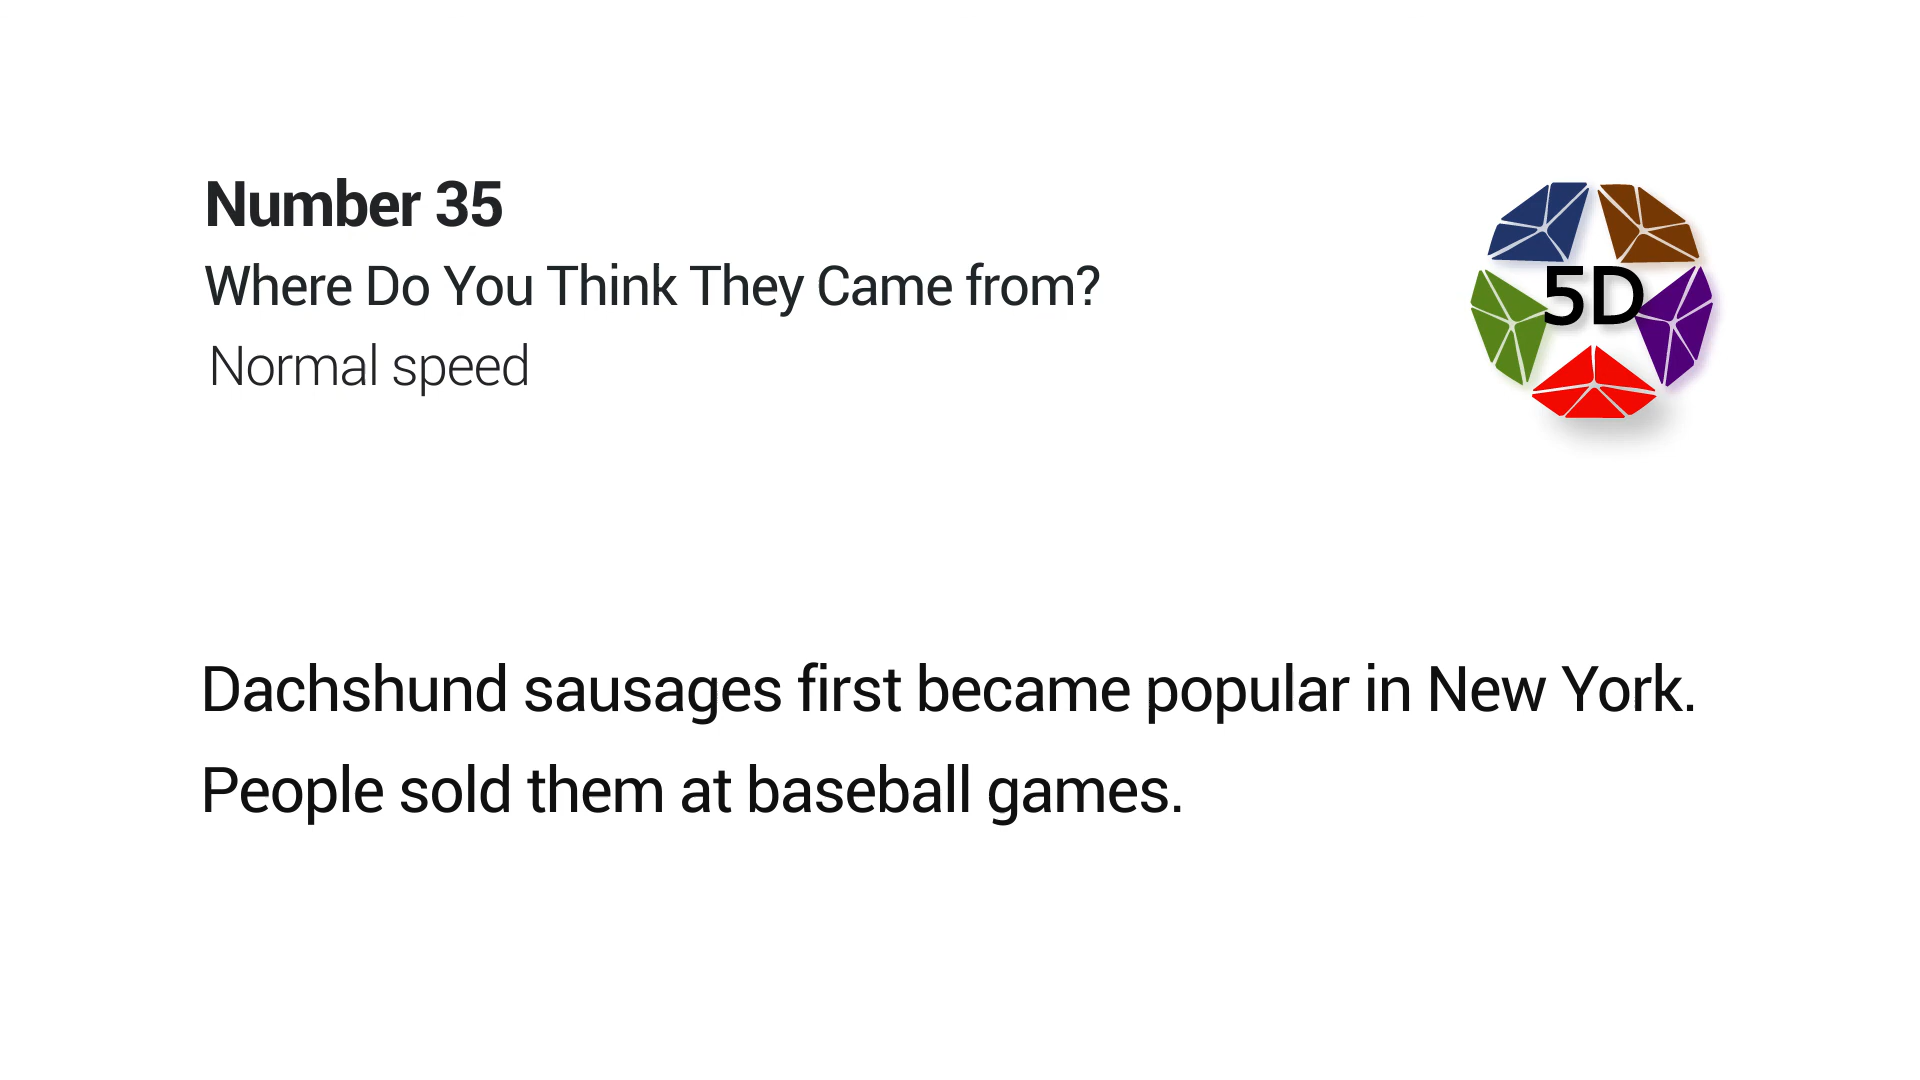 Number 35
Where Do You Think They Came from?
Normal speed
5D
Dachshund sausages first became popular in New York.
People sold them at baseball games.